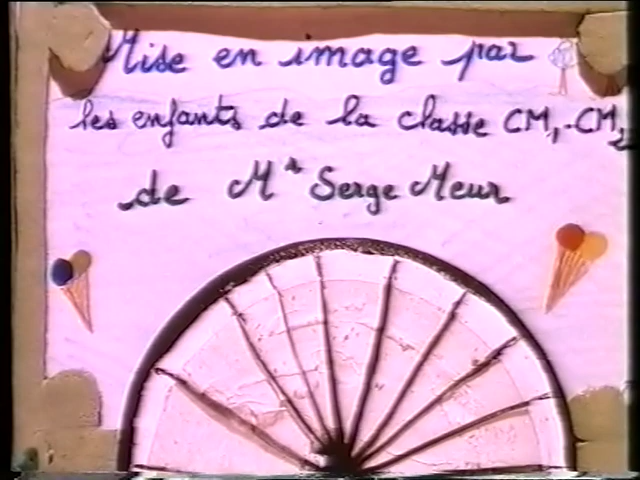 Mise en image par
les enfants de la classe CM1-CM2
de Mr Serge Meur